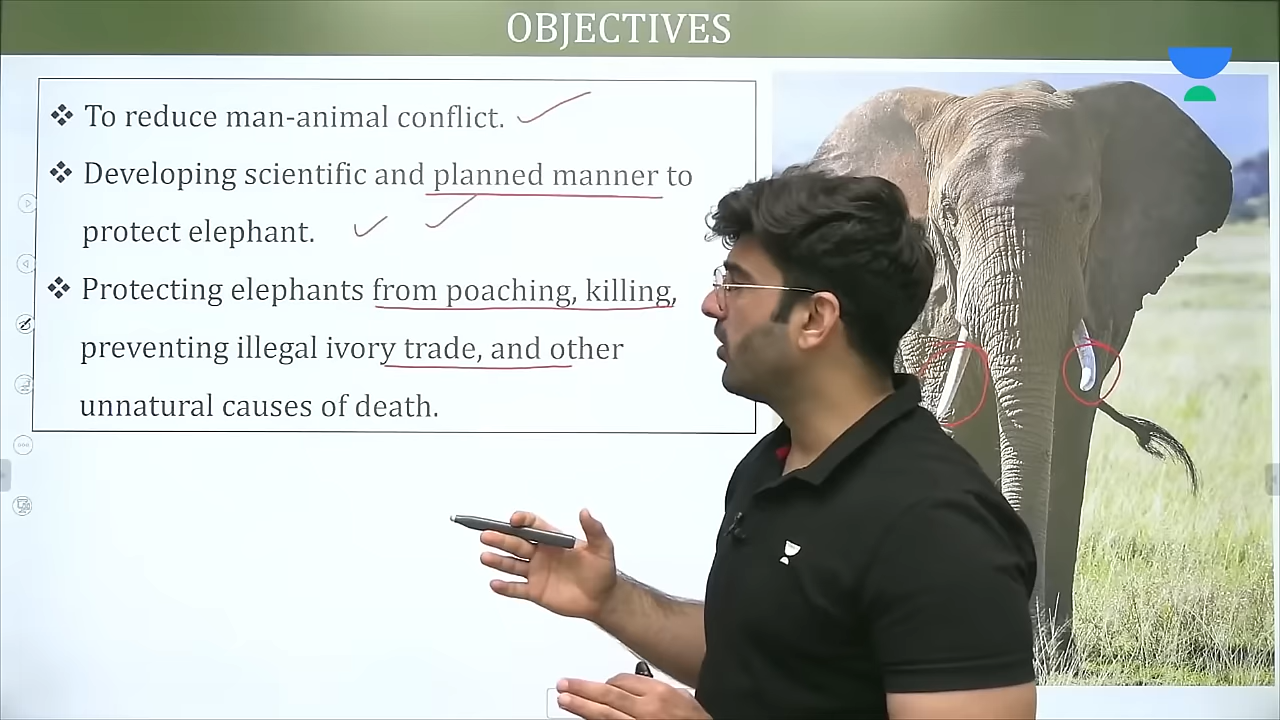 OBJECTIVES
❖ To reduce man-animal conflict.
❖ Developing scientific and planned manner to
protect elephant.
❖ Protecting elephants from poaching, killing,
preventing illegal ivory trade, and other
unnatural causes of death.